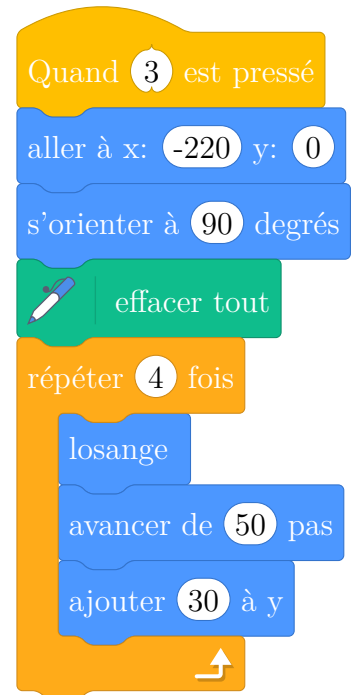 Quand 3 est pressé
aller à x: -220 y: 0
s'orienter à 90 degrés
effacer tout
répéter 4 fois
losange
avancer de 50 pas
ajouter 30 à y